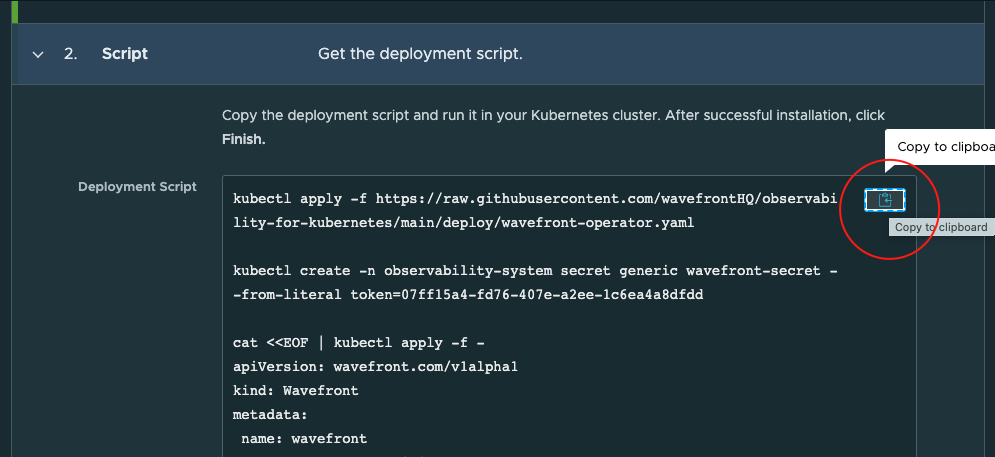 2. Script Get the deployment script.
Copy the deployment script and run it in your Kubernetes cluster. After successful installation, click
Finish.
Copy to clipboa
Deployment Script
kubectl apply -f https://raw.githubusercontent.com/wavefrontHQ/observabi
lity-for-kubernetes/main/deploy/wavefront-operator.yaml
Copy to clipboard
kubectl create -n observability-system secret generic wavefront-secret -
-from-literal token=07ff15a4-fd76-407e-a2ee-1c6ea4a8dfdd
cat <<EOF | kubectl apply -f -
apiVersion: wavefront.com/v1alpha1
kind: Wavefront
metadata:
name: wavefront